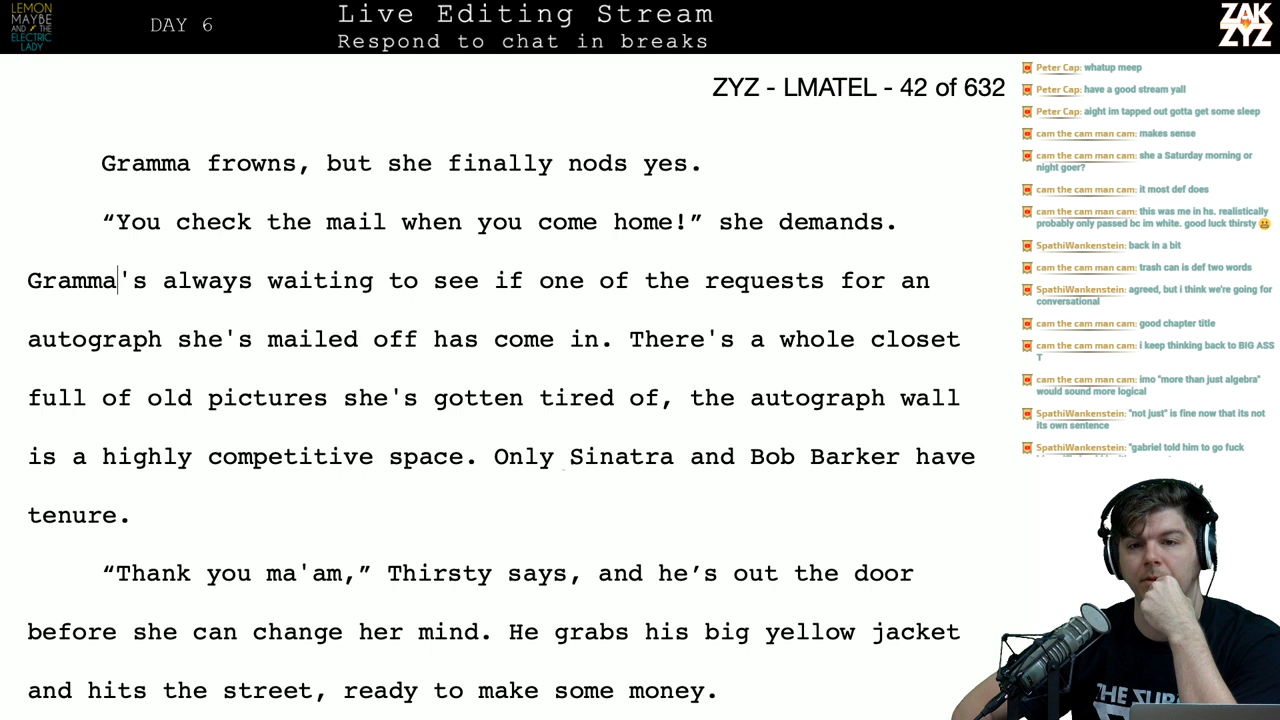 LEMON
MAYBE
AND THE
ELECTRIC
LADY
DAY 6
Live Editing Stream
Respond to chat in breaks
ZAK
ZYZ
ZYZ - LMATEL - 42 of 632
Gramma frowns, but she finally nods yes.
“You check the mail when you come home!” she demands.
Gramma's always waiting to see if one of the requests for an
autograph she's mailed off has come in. There's a whole closet
full of old pictures she's gotten tired of, the autograph wall
is a highly competitive space. Only Sinatra and Bob Barker have
tenure.
“Thank you ma'am,” Thirsty says, and he’s out the door
before she can change her mind. He grabs his big yellow jacket
and hits the street, ready to make some money.
Peter Cap: whatup meep
Peter Cap: have a good stream yall
Peter Cap: aight im tapped out gotta get some sleep
cam the cam man cam: makes sense
cam the cam man cam: she a Saturday morning or
night goer?
cam the cam man cam: it most def does
cam the cam man cam: this was me in hs. realistically
probably only passed bc im white. good luck thirsty 😬
SpathiWankenstein: back in a bit
cam the cam man cam: trash can is def two words
SpathiWankenstein: agreed, but i think we're going for
conversational
cam the cam man cam: good chapter title
cam the cam man cam: i keep thinking back to BIG ASS
T
cam the cam man cam: imo "more than just algebra"
would sound more logical
SpathiWankenstein: "not just" is fine now that its not
its own sentence
SpathiWankenstein: "gabriel told him to go fuck
THE